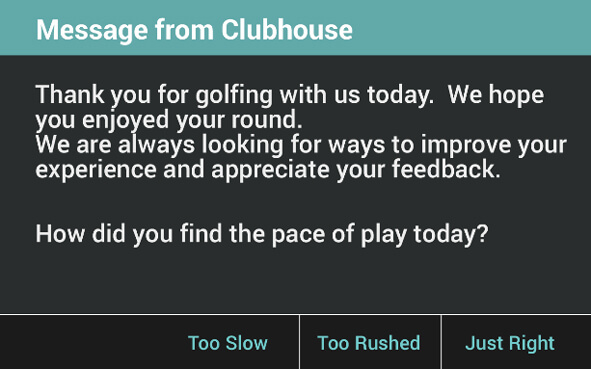 Message from Clubhouse
Thank you for golfing with us today.  We hope
you enjoyed your round.
We are always looking for ways to improve your
experience and appreciate your feedback.
How did you find the pace of play today?
Too Slow
Too Rushed
Just Right